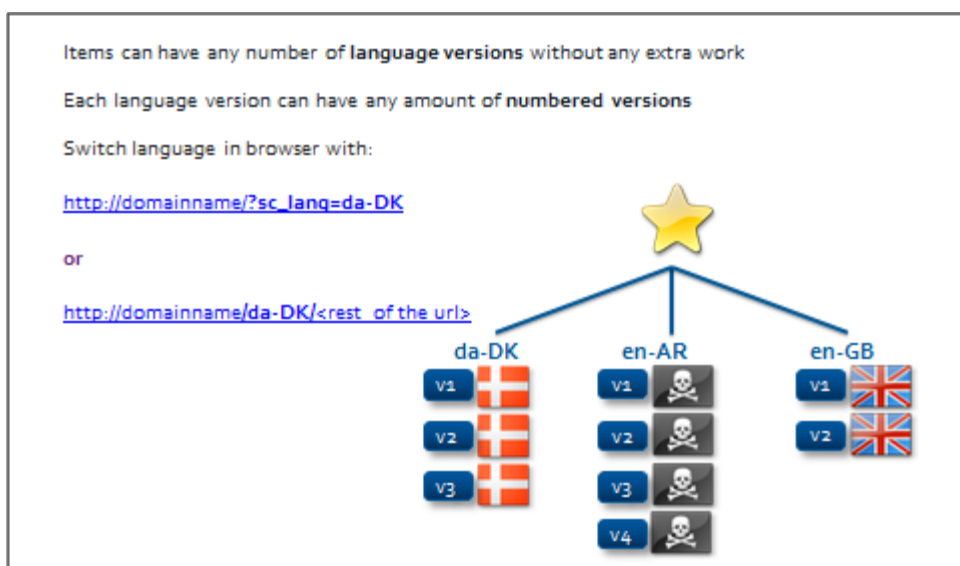 Items can have any number of language versions without any extra work
Each language version can have any amount of numbered versions
Switch language in browser with:
http://domainname/?sc_lang=da-DK
or
http://domainname/da-DK/<rest of the url>
da-DK
en-AR
en-GB
v1
v1
v1
v2
v2
v2
v3
v3
v4